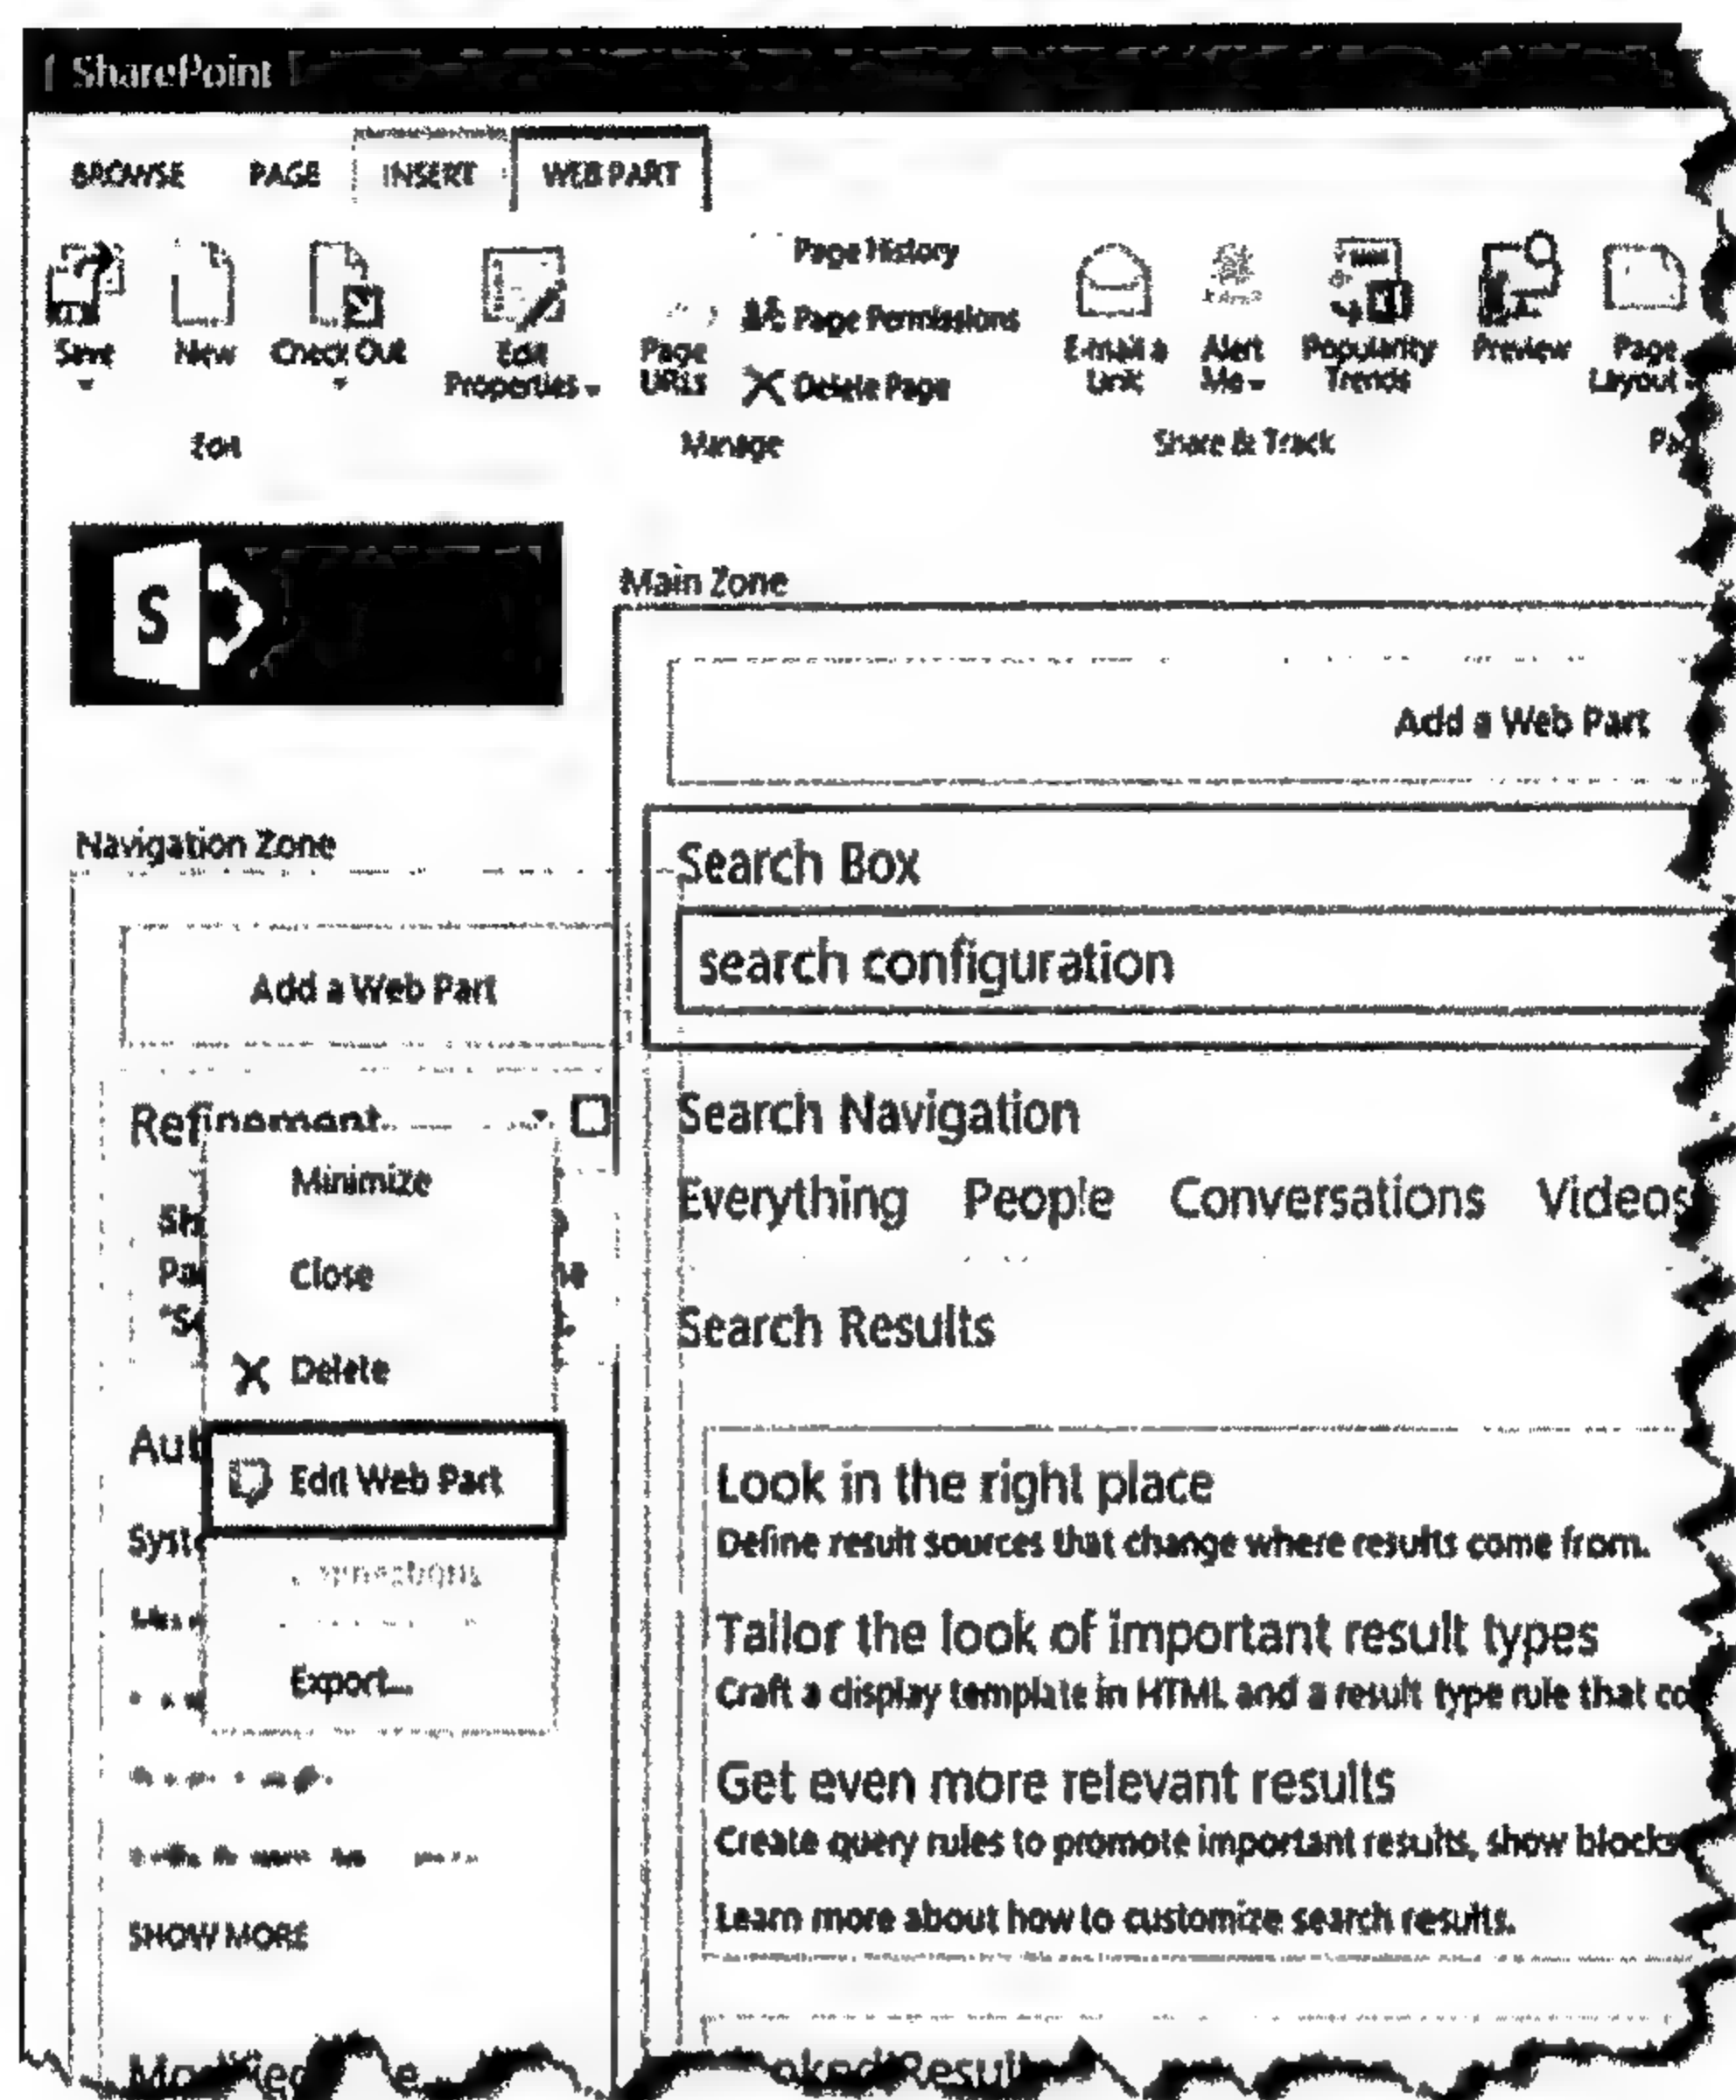 SharePoint
BROWSE PAGE INSERT WEB PART
Save
New
Check Out
Edit
Properties
Page
URLs
Page History
Page Permissions
Delete Page
E-mail a
Link
Alert
Me
Popularity
Trends
Preview
Page
Layout
Edit
Manage
Share & Track
S
Main Zone
Add a Web Part
Navigation Zone
Add a Web Part
Refinement
Minimize
Close
Delete
Edit Web Part
Connections
Export...
SHOW MORE
Search Box
search configuration
Search Navigation
Everything People Conversations Videos
Search Results
Look in the right place
Define result sources that change where results come from.
Tailor the look of important result types
Craft a display template in HTML and a result type rule that
Get even more relevant results
Create query rules to promote important results, show blocks
Learn more about how to customize search results.